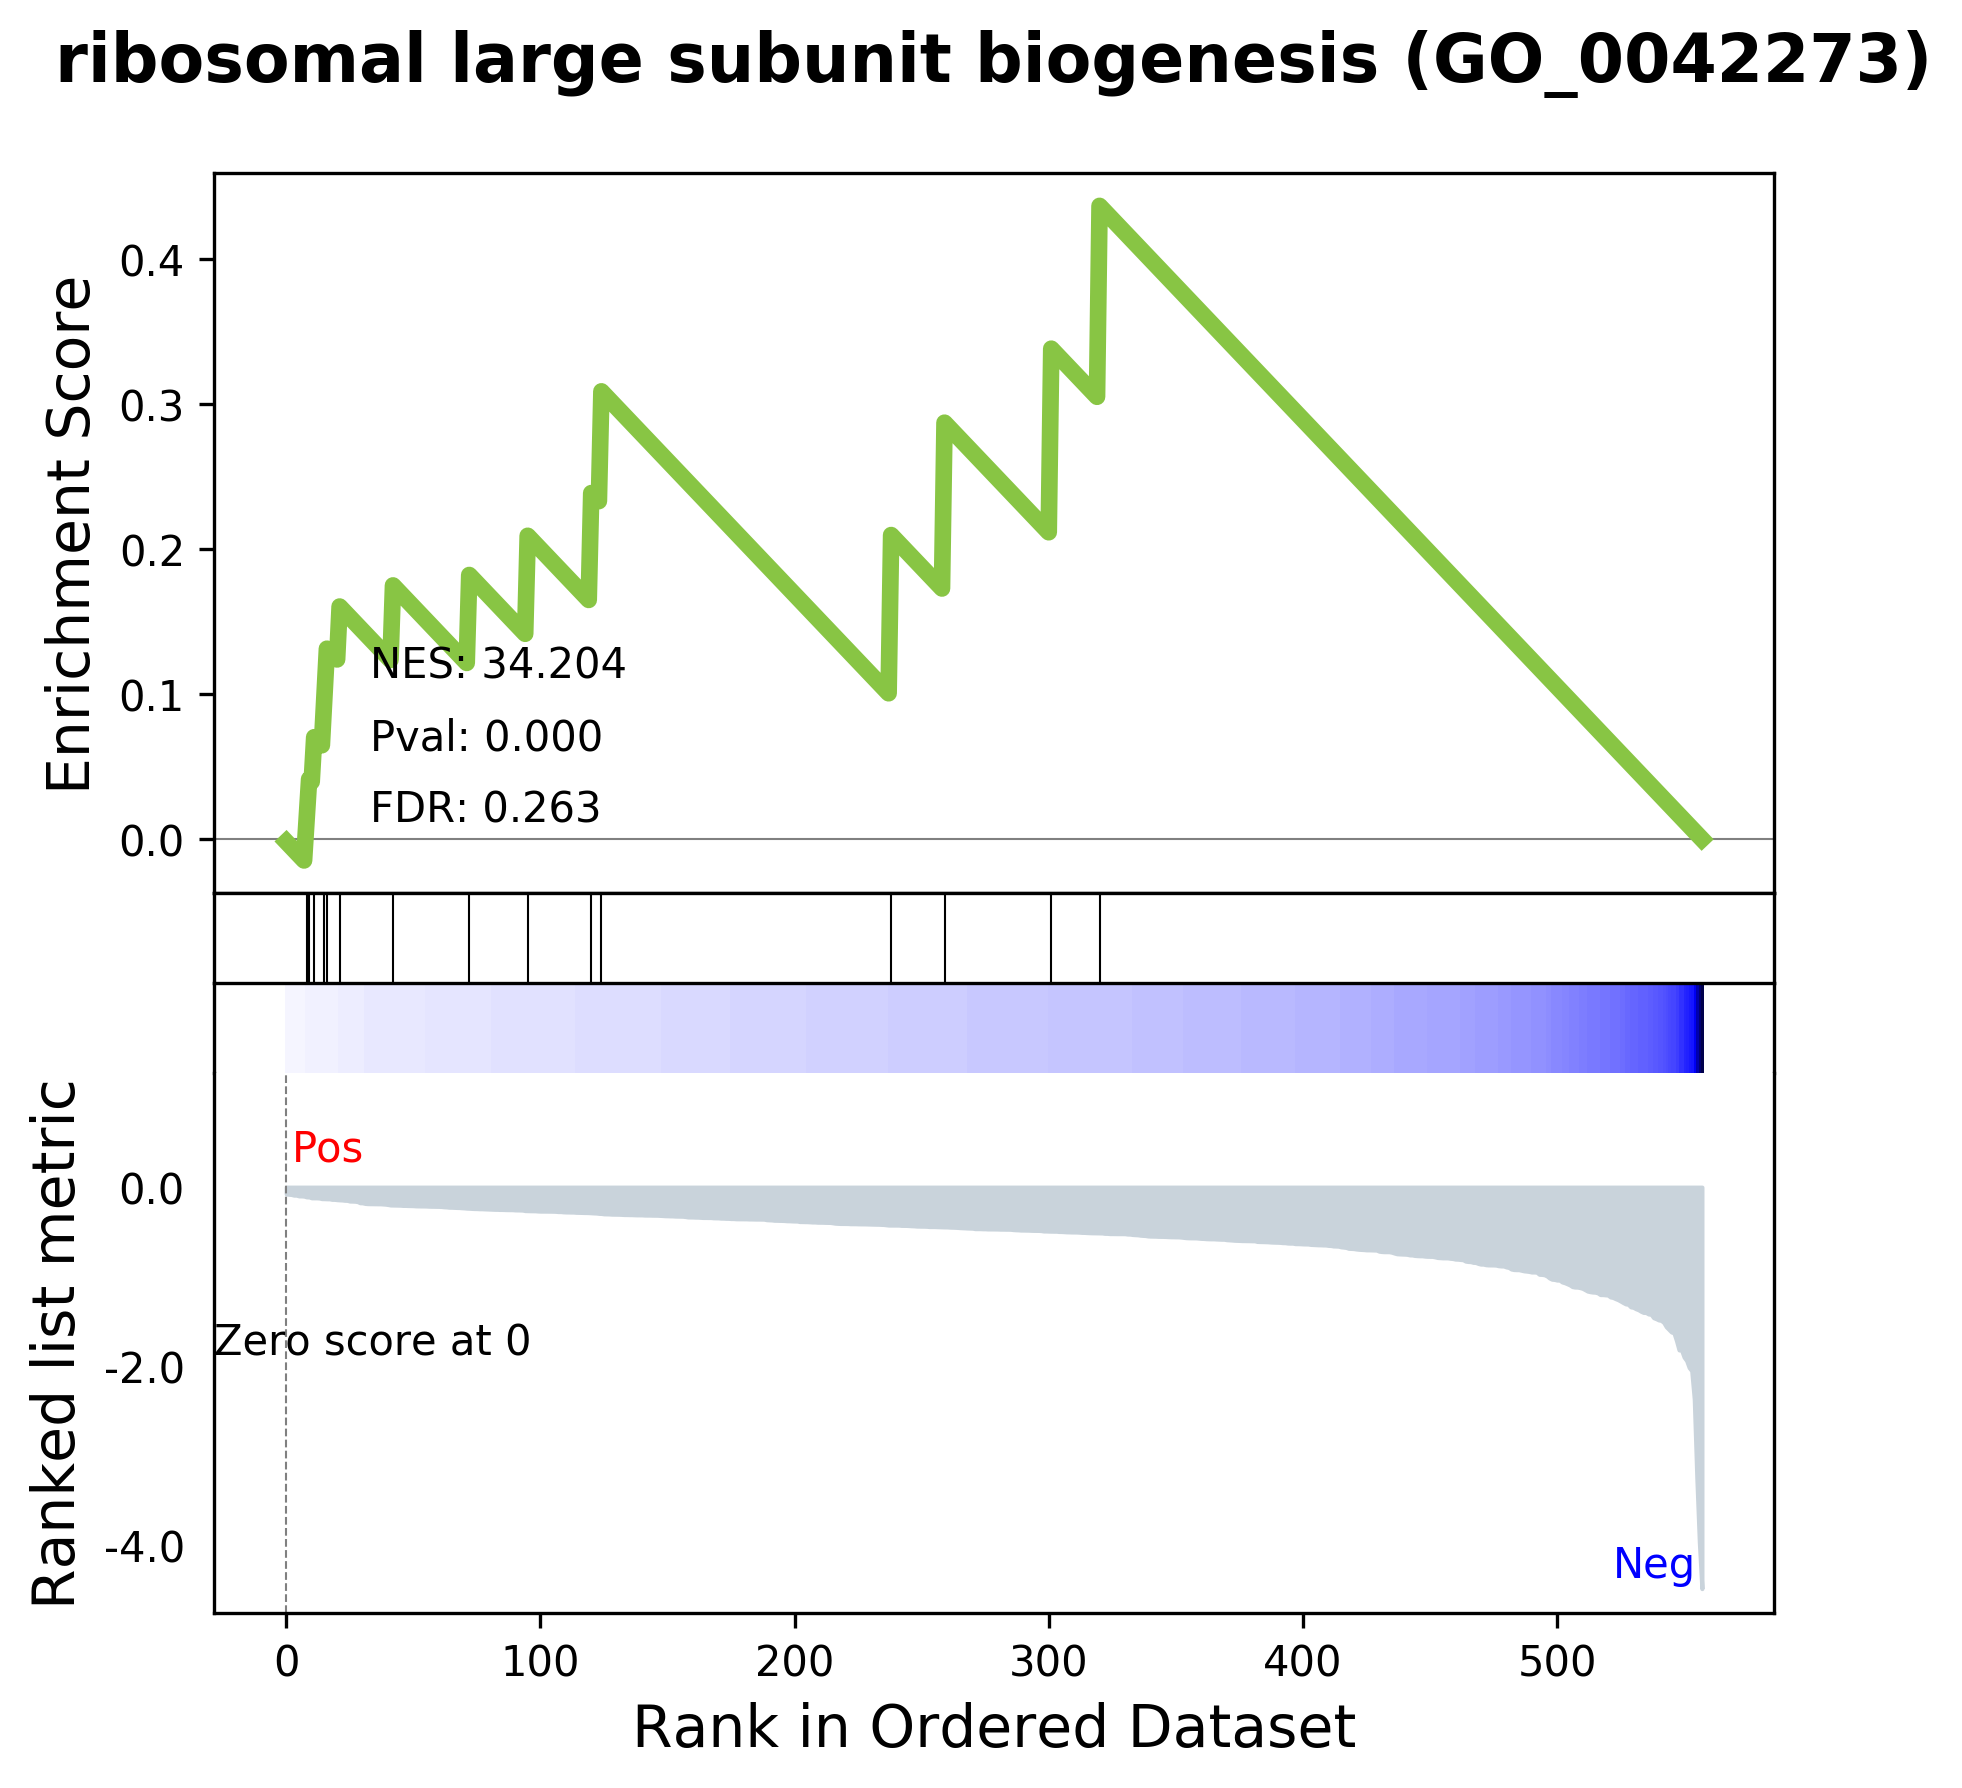 ribosomal large subunit biogenesis (GO_0042273)
Enrichment Score
0.4
0.3
0.2
0.1
0.0
NES: 34.204
Pval: 0.000
FDR: 0.263
Ranked list metric
Pos
0.0
Zero score at 0
-2.0
-4.0
Neg
0 100 200 300 400 500
Rank in Ordered Dataset